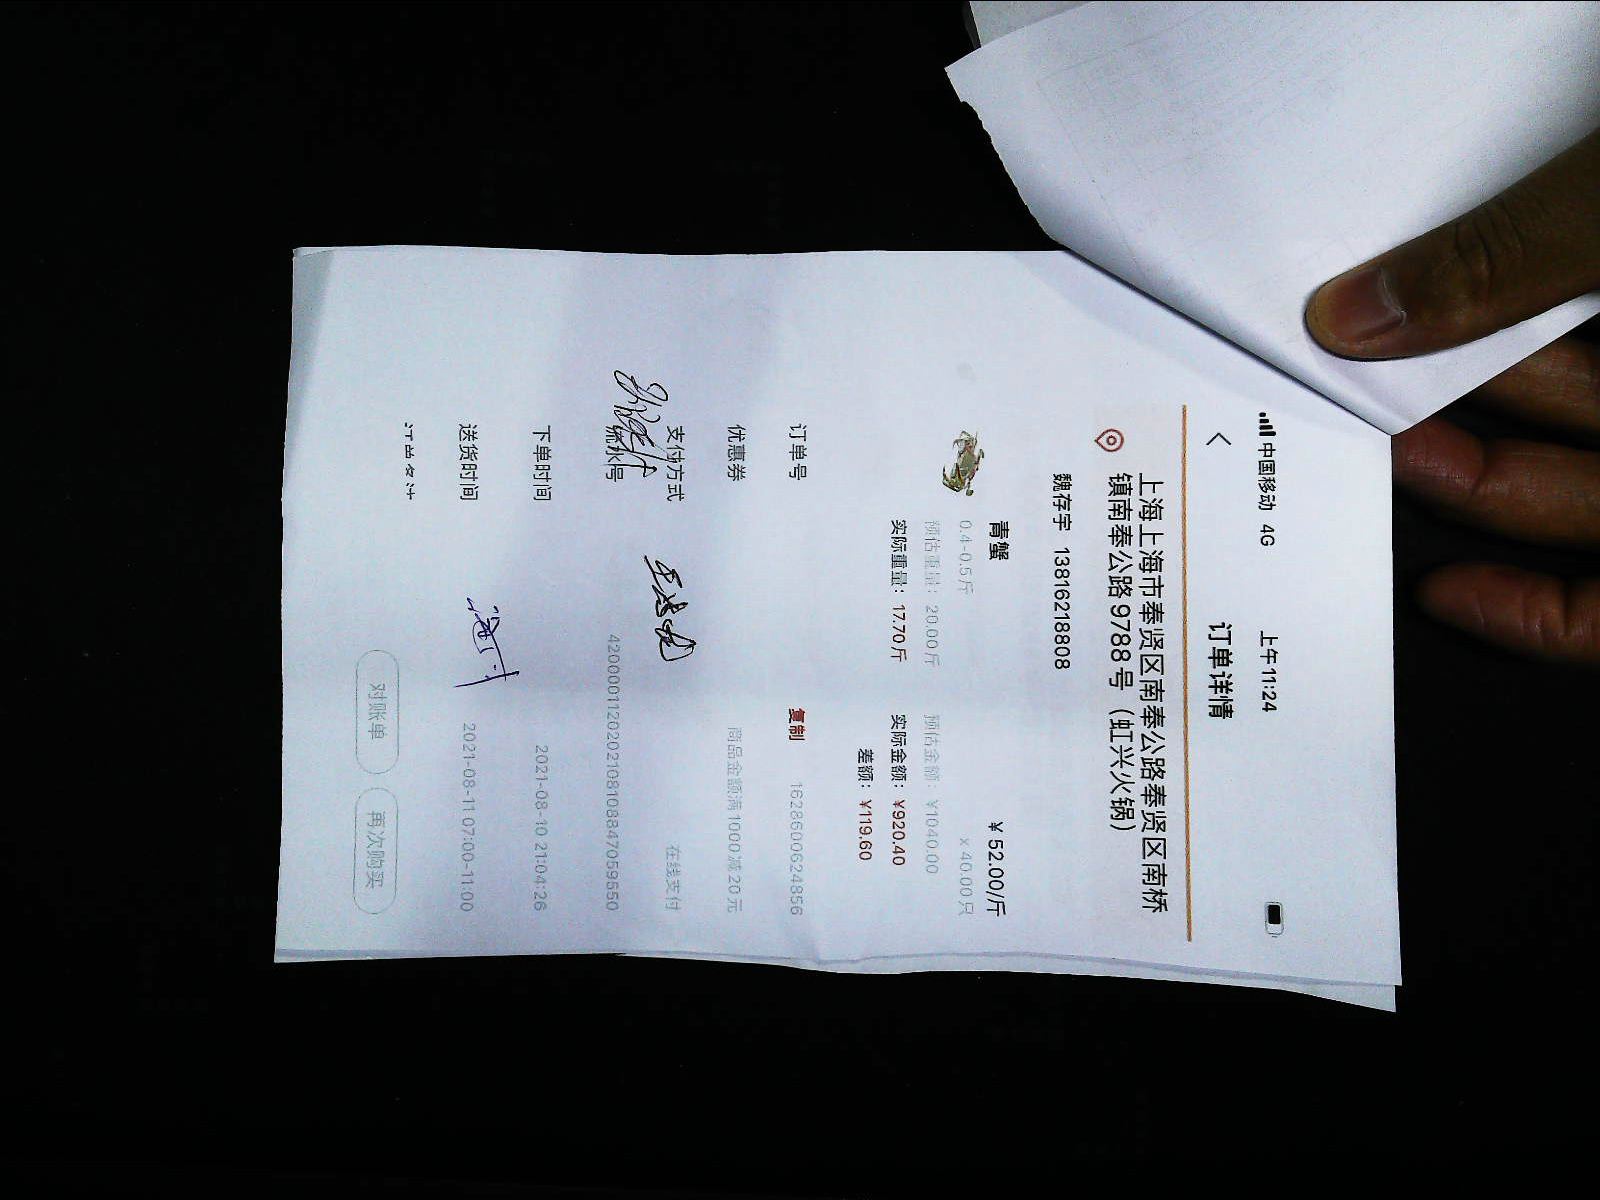 中国移动 4G 上午11:24
订单详情
上海上海市奉贤区南奉公路奉贤区南桥
镇南奉公路9788号（虹兴火锅）
魏存宇 13816218808
青蟹 ￥52.00/斤
0.4-0.5斤 x 40.00只
预估重量：20.00斤 预估金额：￥1040.00
实际重量：17.70斤 实际金额：￥920.40
差额：￥119.60
订单号 复制 1628600624856
优惠券 商品金额满1000减20元
支付方式 在线支付
流水号 4200001120202108108847059550
下单时间 2021-08-10 21:04:26
送货时间 2021-08-11 07:00-11:00
对账单 再次购买